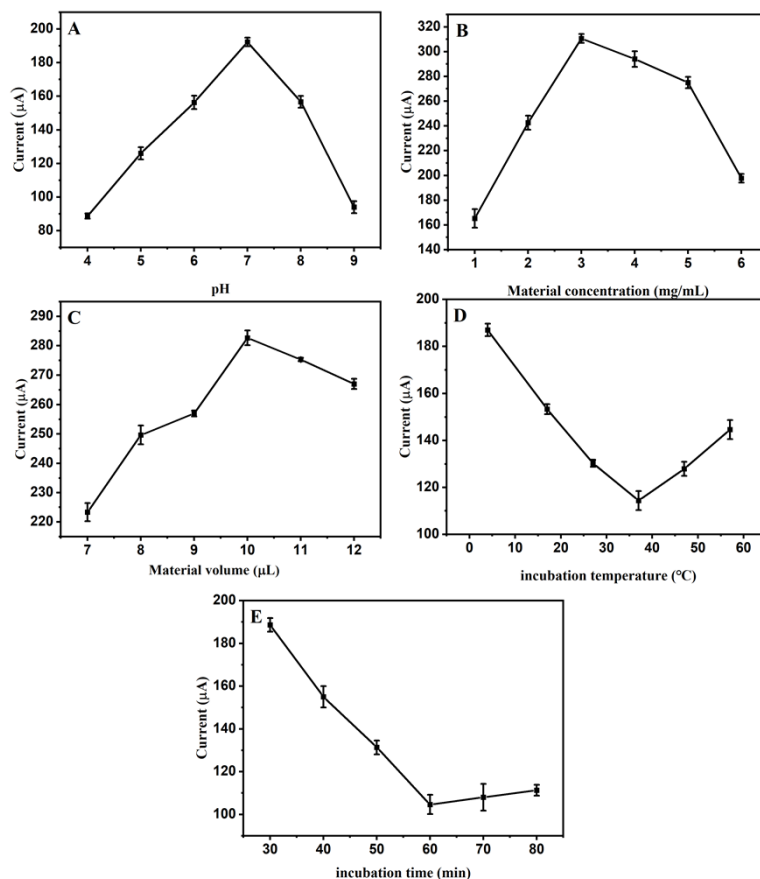 A
Current (μA)
200
180
160
140
120
100
80
4 5 6 7 8 9
pH
B
Current (μA)
320
300
280
260
240
220
200
180
160
140
1 2 3 4 5 6
Material concentration (mg/mL)
C
Current (μA)
290
280
270
260
250
240
230
220
7 8 9 10 11 12
Material volume (μL)
D
Current (μA)
200
180
160
140
120
100
0 10 20 30 40 50 60
incubation temperature (°C)
E
Current (μA)
200
180
160
140
120
100
30 40 50 60 70 80
incubation time (min)